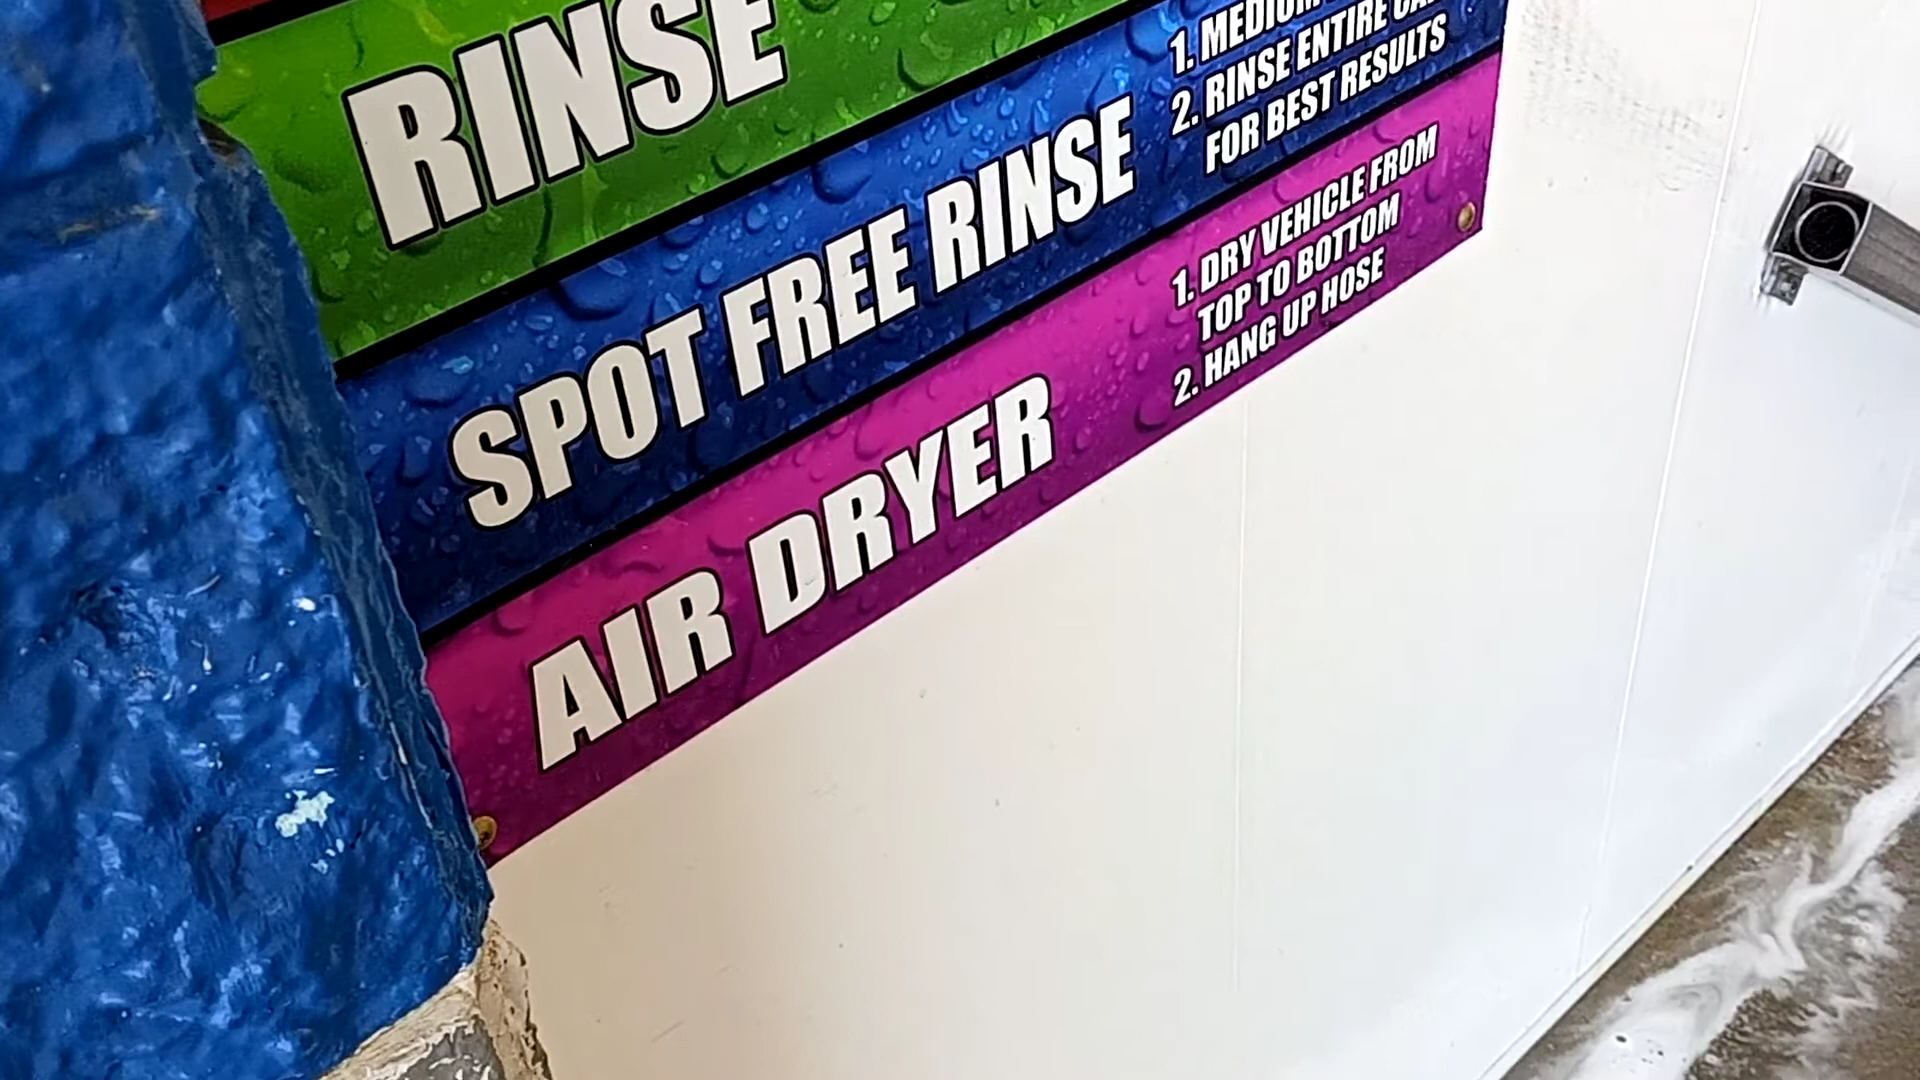 RINSE
SPOT FREE RINSE
1. MEDIUM
2. RINSE ENTIRE
FOR BEST RESULTS
AIR DRYER
1. DRY VEHICLE FROM
TOP TO BOTTOM
2. HANG UP HOSE